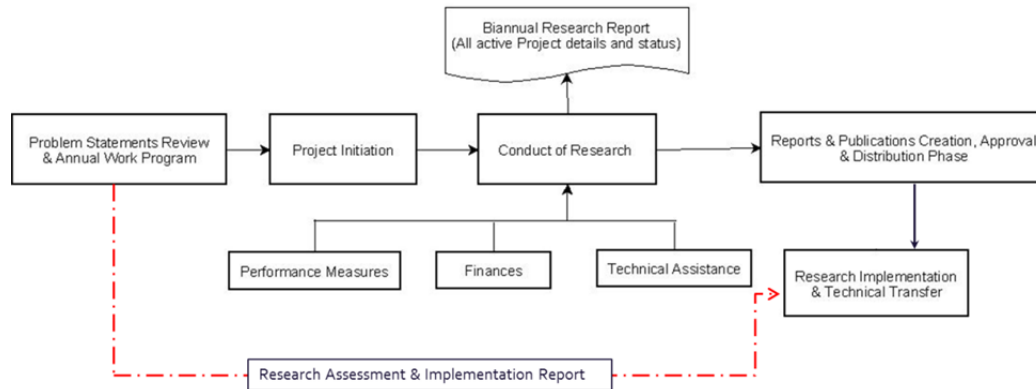 Biannual Research Report
(All active Project details and status)
Problem Statements Review
& Annual Work Program
Project Initiation
Conduct of Research
Reports & Publications Creation, Approval
& Distribution Phase
Performance Measures
Finances
Technical Assistance
Research Implementation
& Technical Transfer
Research Assessment & Implementation Report